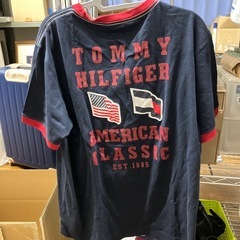 TOMMY
HILFIGER
AMERICAN
CLASSIC
EST.1985